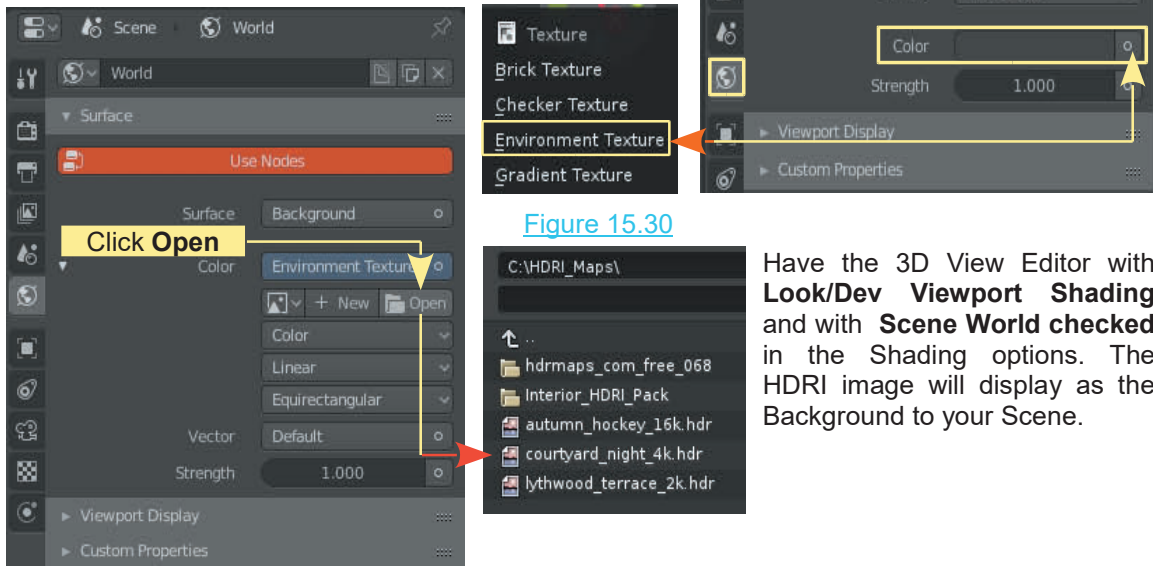 Scene World
World
Surface
Use Nodes
Surface Background
Click Open
Color Environment Texture
New Open
Color
Linear
Equirectangular
Vector Default
Strength 1.000
Viewport Display
Custom Properties
Texture
Brick Texture
Checker Texture
Environment Texture
Gradient Texture
Color
Strength 1.000
Viewport Display
Custom Properties
Figure 15.30
C:\HDRI_Maps\
..
hdrmaps_com_free_068
Interior_HDRI_Pack
autumn_hockey_16k.hdr
courtyard_night_4k.hdr
lythwood_terrace_2k.hdr
Have the 3D View Editor with
Look/Dev Viewport Shading
and with Scene World checked
in the Shading options. The
HDRI image will display as the
Background to your Scene.